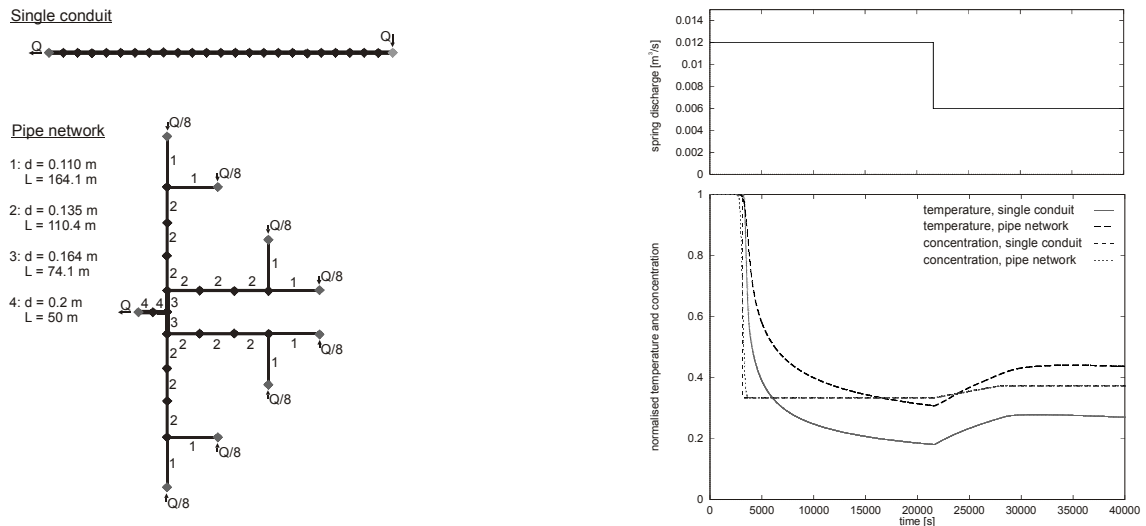 Single conduit
Q
Q
Pipe network
1: d = 0.110 m
L = 164.1 m
2: d = 0.135 m
L = 110.4 m
3: d = 0.164 m
L = 74.1 m
4: d = 0.2 m
L = 50 m
Q/8
1
1
Q/8
2
Q/8
2
1
2
2
2
2
1
Q/8
Q
4
4
3
3
2
2
2
1
Q/8
2
1
2
Q/8
2
Q/8
1
1
Q/8
spring discharge [m³/s]
0.014
0.012
0.01
0.008
0.006
0.004
0.002
0
normalised temperature and concentration
1
0.8
0.6
0.4
0.2
0
temperature, single conduit
temperature, pipe network
concentration, single conduit
concentration, pipe network
0 5000 10000 15000 20000 25000 30000 35000 40000
time [s]